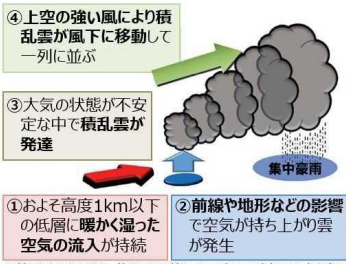 ④上空の強い風により積
乱雲が風下に移動して
一列に並ぶ
③大気の状態が不安
定な中で積乱雲が
発達
集中豪雨
①およそ高度1km以下
の低層に暖かく湿った
空気の流入が持続
②前線や地形などの影響
で空気が持ち上がり雲
が発生